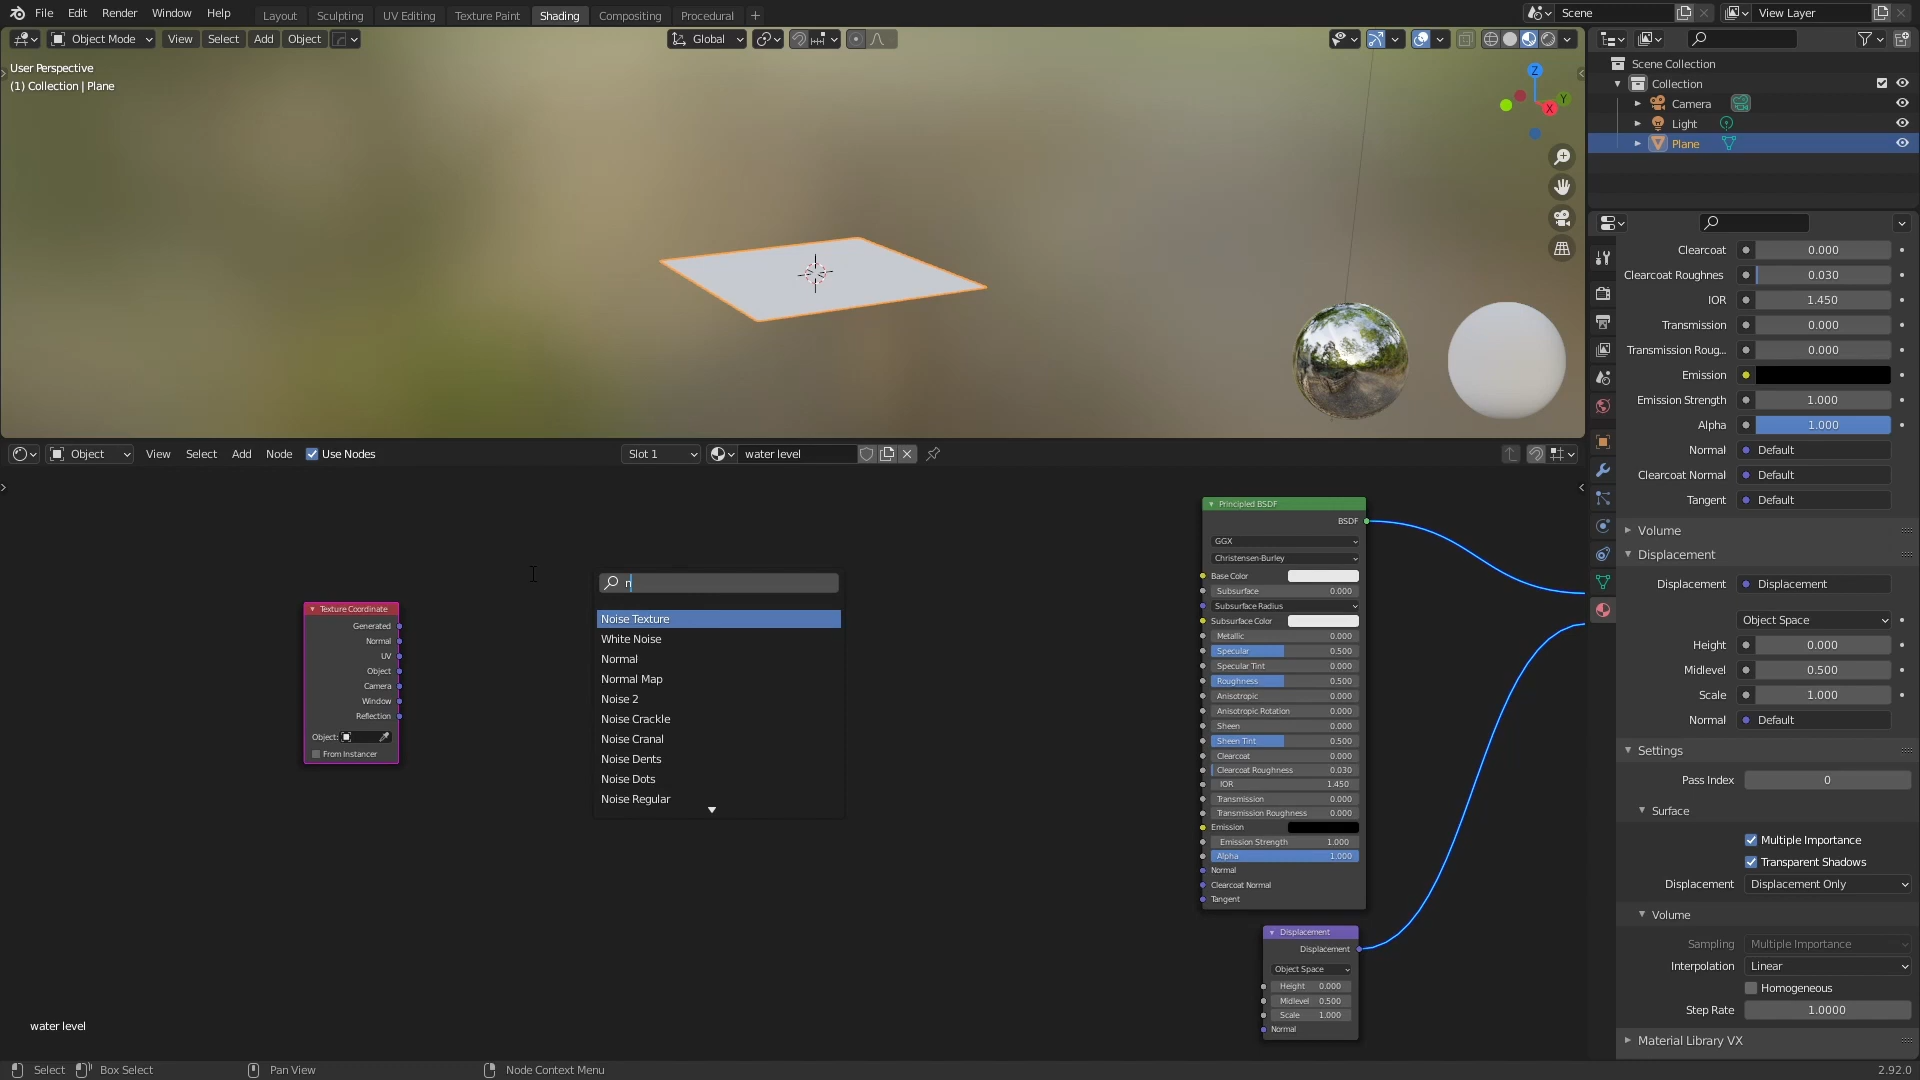 File Edit Render Window Help
Layout Sculpting UV Editing Texture Paint Shading Compositing Procedural +
Scene
View Layer
Object Mode View Select Add Object
Global
User Perspective
(1) Collection | Plane
Z
Y
X
Scene Collection
Collection
Camera
Light
Plane
Clearcoat 0.000
Clearcoat Roughnes 0.030
IOR 1.450
Transmission 0.000
Transmission Roug... 0.000
Emission
Emission Strength 1.000
Alpha 1.000
Normal Default
Clearcoat Normal Default
Tangent Default
Volume
Displacement
Displacement Displacement
Object Space
Height 0.000
Midlevel 0.500
Scale 1.000
Normal Default
Settings
Pass Index 0
Surface
Multiple Importance
Transparent Shadows
Displacement Displacement Only
Volume
Sampling Multiple Importance
Interpolation Linear
Homogeneous
Step Rate 1.0000
Material Library VX
Object View Select Add Node Use Nodes
Slot 1
water level
Texture Coordinate
Generated
Normal
UV
Object
Camera
Window
Reflection
Object:
From Instancer
n
Noise Texture
White Noise
Normal
Normal Map
Noise 2
Noise Crackle
Noise Cranal
Noise Dents
Noise Dots
Noise Regular
Principled BSDF
BSDF
GGX
Christensen-Burley
Base Color
Subsurface 0.000
Subsurface Radius
Subsurface Color
Metallic 0.000
Specular 0.500
Specular Tint 0.000
Roughness 0.500
Anisotropic 0.000
Anisotropic Rotation 0.000
Sheen 0.000
Sheen Tint 0.500
Clearcoat 0.000
Clearcoat Roughness 0.030
IOR 1.450
Transmission 0.000
Transmission Roughness 0.000
Emission
Emission Strength 1.000
Alpha 1.000
Normal
Clearcoat Normal
Tangent
Displacement
Displacement
Object Space
Height 0.000
Midlevel 0.500
Scale 1.000
Normal
water level
Select Box Select Pan View Node Context Menu 2.92.0